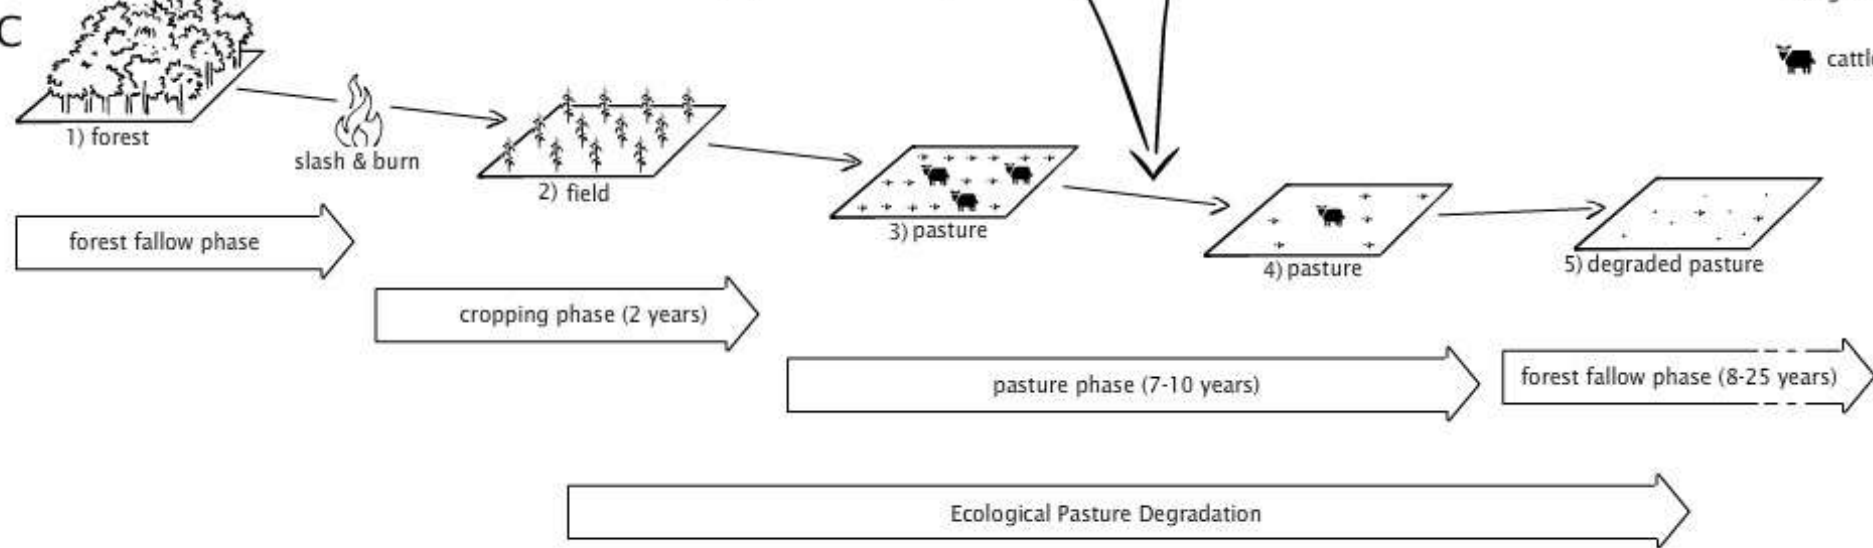 C
cattle
1) forest
slash & burn
2) field
3) pasture
4) pasture
5) degraded pasture
forest fallow phase
cropping phase (2 years)
pasture phase (7-10 years)
forest fallow phase (8-25 years)
Ecological Pasture Degradation